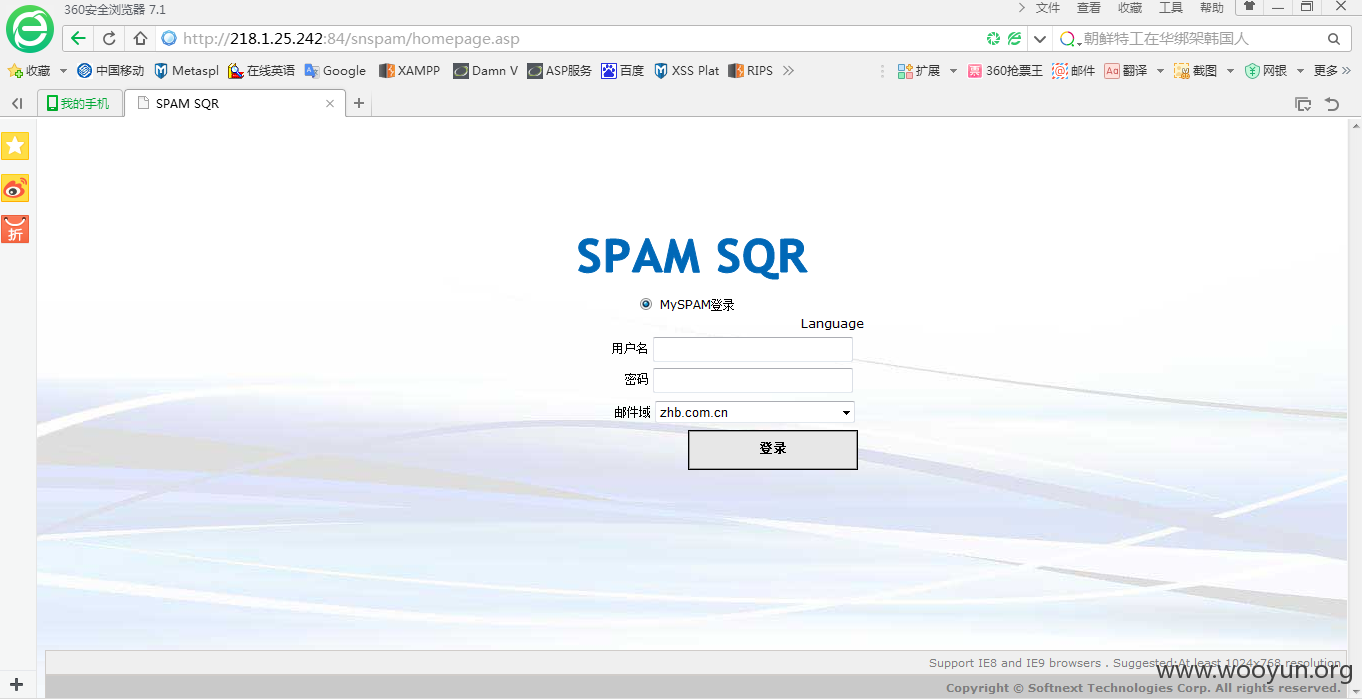 360安全浏览器 7.1
文件 查看 收藏 工具 帮助
http://218.1.25.242:84/snspam/homepage.asp
朝鲜特工在华绑架韩国人
收藏 中国移动 Metaspl 在线英语 Google XAMPP Damn V ASP服务 百度 XSS Plat RIPS 扩展 360抢票王 邮件 翻译 截图 网银 更多
我的手机 SPAM SQR
折
SPAM SQR
MySPAM登录
Language
用户名
密码
邮件域 zhb.com.cn
登录
Support IE8 and IE9 browsers . Suggested:At least 1024x768 resolution
www.wooyun.org
Copyright © Softnext Technologies Corp. All rights reserved.